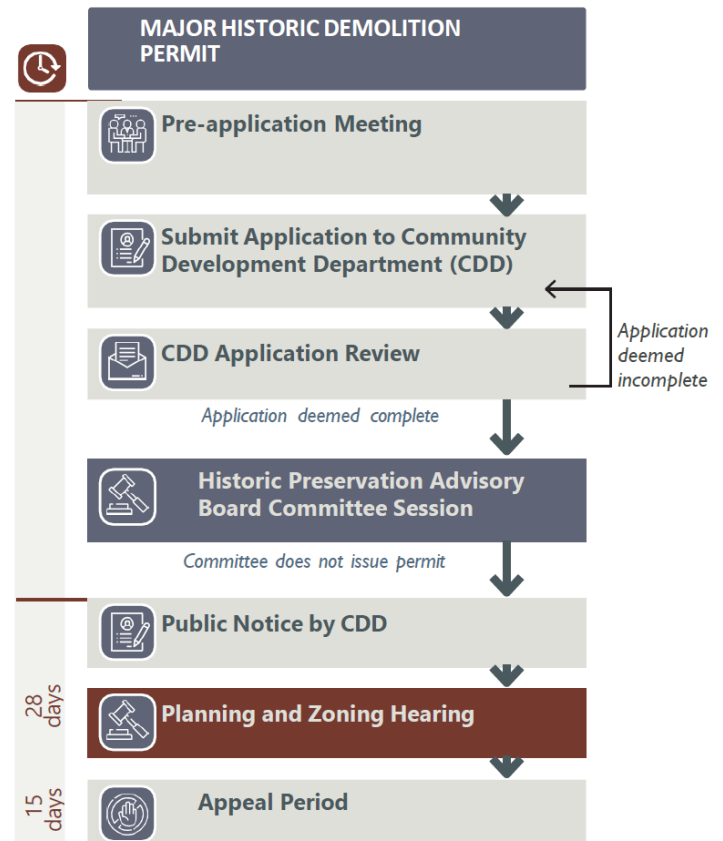 MAJOR HISTORIC DEMOLITION
PERMIT
Pre-application Meeting
Submit Application to Community
Development Department (CDD)
Application
deemed
incomplete
CDD Application Review
Application deemed complete
Historic Preservation Advisory
Board Committee Session
Committee does not issue permit
Public Notice by CDD
28
days
Planning and Zoning Hearing
15
days
Appeal Period